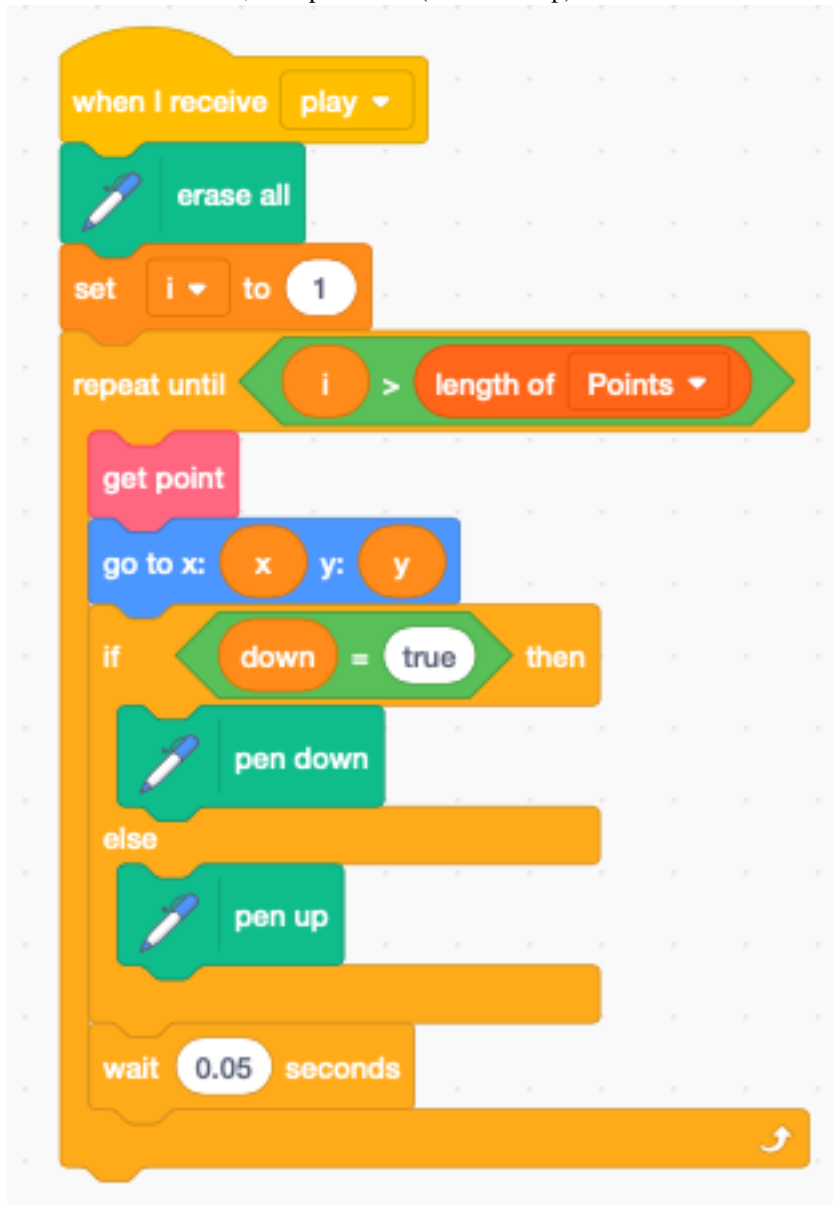 when I receive play
erase all
set i to 1
repeat until i > length of Points
get point
go to x: x y: y
if down = true then
pen down
else
pen up
wait 0.05 seconds